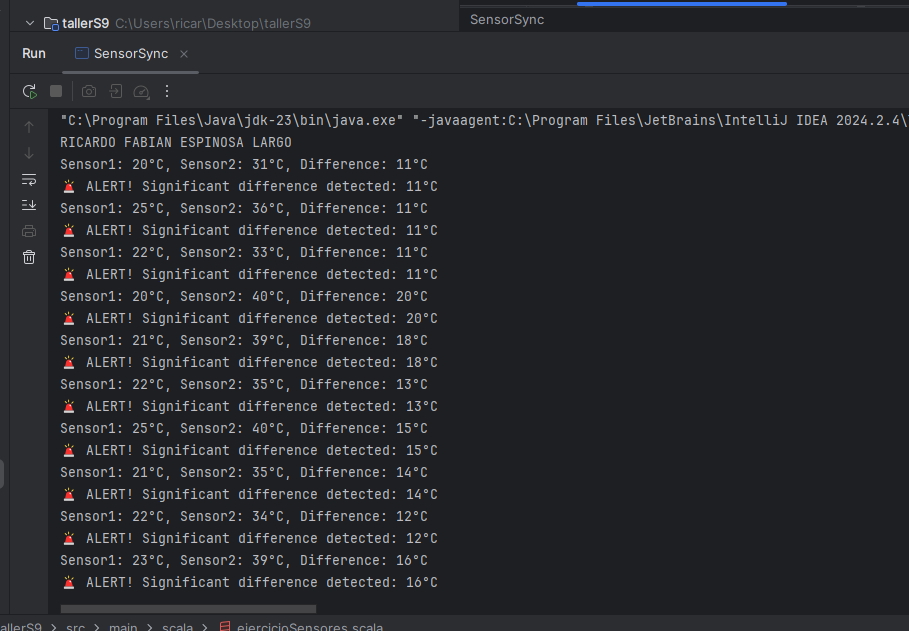 tallerS9 C:\Users\ricar\Desktop\tallerS9
SensorSync
Run SensorSync
"C:\Program Files\Java\jdk-23\bin\java.exe" "-javaagent:C:\Program Files\JetBrains\IntelliJ IDEA 2024.2.4\
RICARDO FABIAN ESPINOSA LARGO
Sensor1: 20°C, Sensor2: 31°C, Difference: 11°C
🚨 ALERT! Significant difference detected: 11°C
Sensor1: 25°C, Sensor2: 36°C, Difference: 11°C
🚨 ALERT! Significant difference detected: 11°C
Sensor1: 22°C, Sensor2: 33°C, Difference: 11°C
🚨 ALERT! Significant difference detected: 11°C
Sensor1: 20°C, Sensor2: 40°C, Difference: 20°C
🚨 ALERT! Significant difference detected: 20°C
Sensor1: 21°C, Sensor2: 39°C, Difference: 18°C
🚨 ALERT! Significant difference detected: 18°C
Sensor1: 22°C, Sensor2: 35°C, Difference: 13°C
🚨 ALERT! Significant difference detected: 13°C
Sensor1: 25°C, Sensor2: 40°C, Difference: 15°C
🚨 ALERT! Significant difference detected: 15°C
Sensor1: 21°C, Sensor2: 35°C, Difference: 14°C
🚨 ALERT! Significant difference detected: 14°C
Sensor1: 22°C, Sensor2: 34°C, Difference: 12°C
🚨 ALERT! Significant difference detected: 12°C
Sensor1: 23°C, Sensor2: 39°C, Difference: 16°C
🚨 ALERT! Significant difference detected: 16°C
allerS9 > src > main > scala > ejercicioSensores.scala